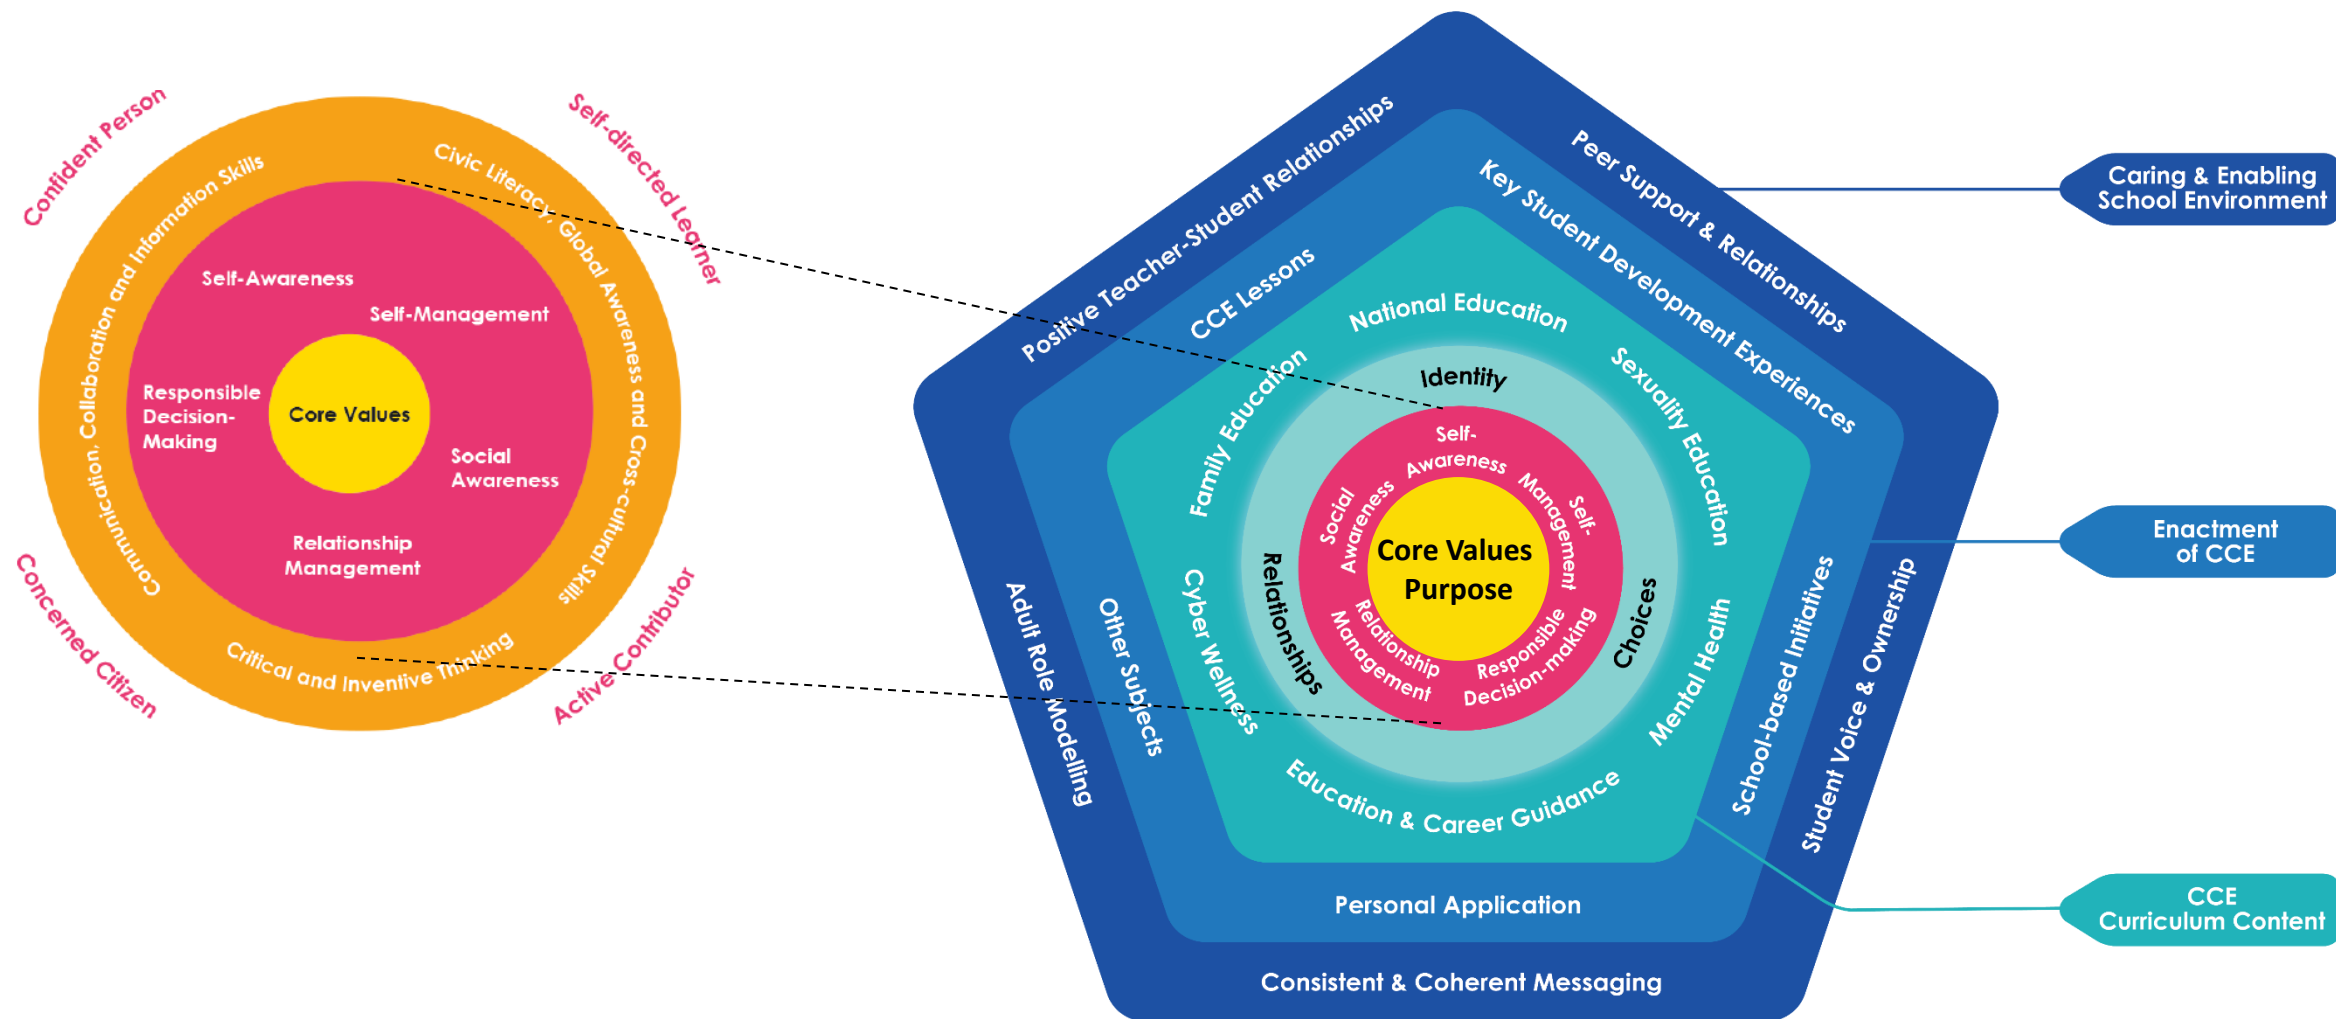 Confident Person
Self-directed Learner
Communication, Collaboration and Information Skills
Civic Literacy, Global Awareness and Cross-cultural Skills
Self-Awareness
Self-Management
Responsible
Decision-
Making
Core Values
Social
Awareness
Relationship
Management
Critical and Inventive Thinking
Concerned Citizen
Active Contributor
Positive Teacher-Student Relationships
Peer Support & Relationships
CCE Lessons
Key Student Development Experiences
National Education
Family Education
Sexuality Education
Identity
Self-
Awareness
Social
Awareness
Self-
Management
Core Values
Purpose
Relationship
Management
Responsible
Decision-making
Relationships
Choices
Cyber Wellness
Mental Health
Education & Career Guidance
Other Subjects
School-based Initiatives
Adult Role Modelling
Student Voice & Ownership
Personal Application
Consistent & Coherent Messaging
Caring & Enabling
School Environment
Enactment
of CCE
CCE
Curriculum Content